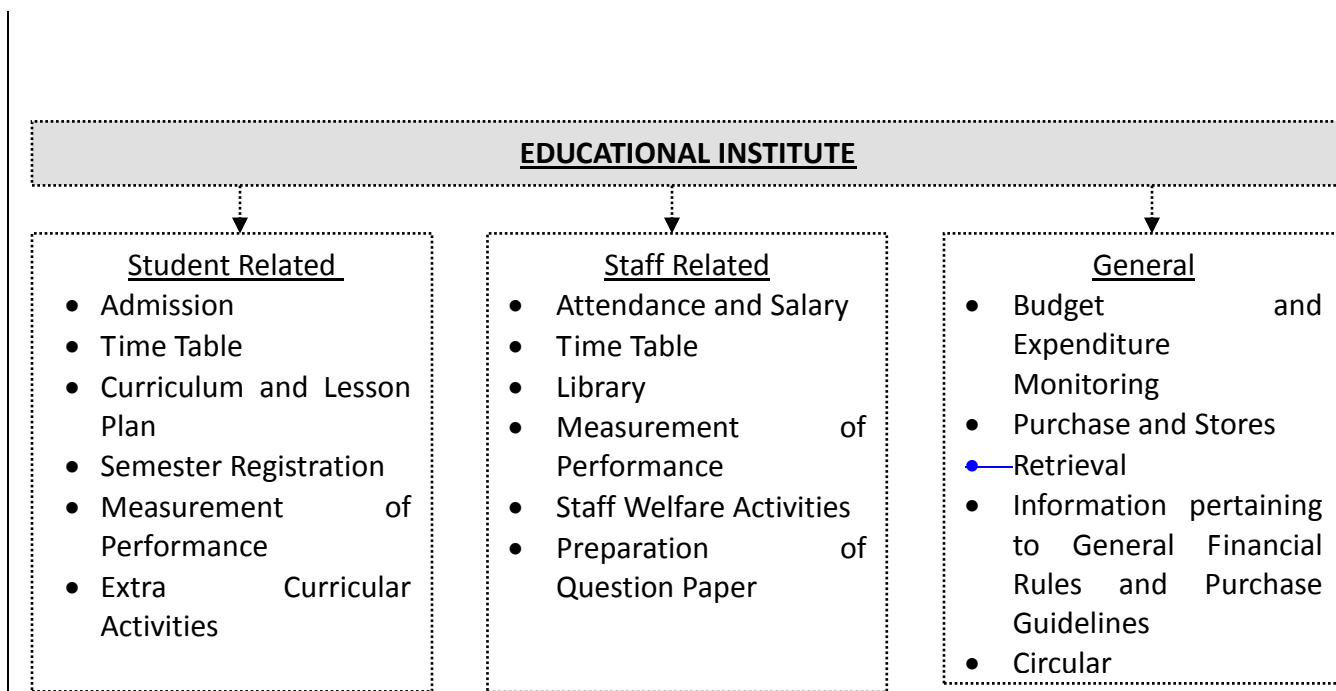 EDUCATIONAL INSTITUTE
Student Related
• Admission
• Time Table
• Curriculum and Lesson
Plan
• Semester Registration
• Measurement of
Performance
• Extra Curricular
Activities
Staff Related
• Attendance and Salary
• Time Table
• Library
• Measurement of
Performance
• Staff Welfare Activities
• Preparation of
Question Paper
General
• Budget and
Expenditure
Monitoring
• Purchase and Stores
• Retrieval
• Information pertaining
to General Financial
Rules and Purchase
Guidelines
• Circular